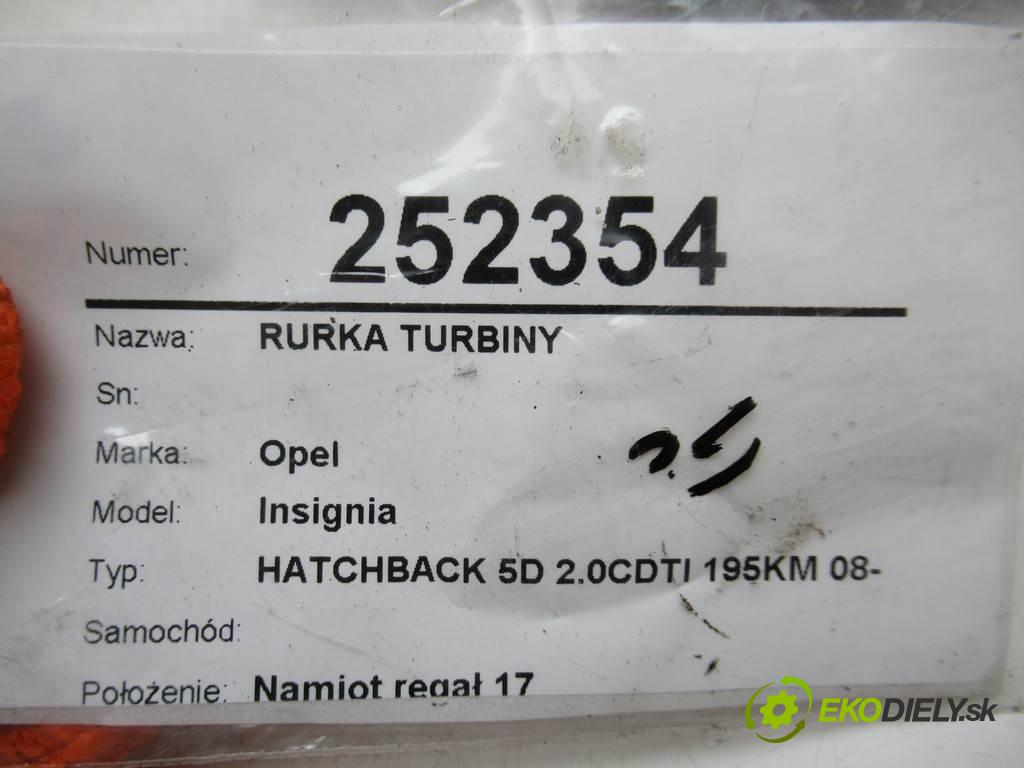 Numer: 252354
Nazwa: RURKA TURBINY
Sn:
Marka: Opel
Model: Insignia
Typ: HATCHBACK 5D 2.0CDTI 195KM 08-
Samochód:
Położenie: Namiot regał 17
EKODIELY.sk